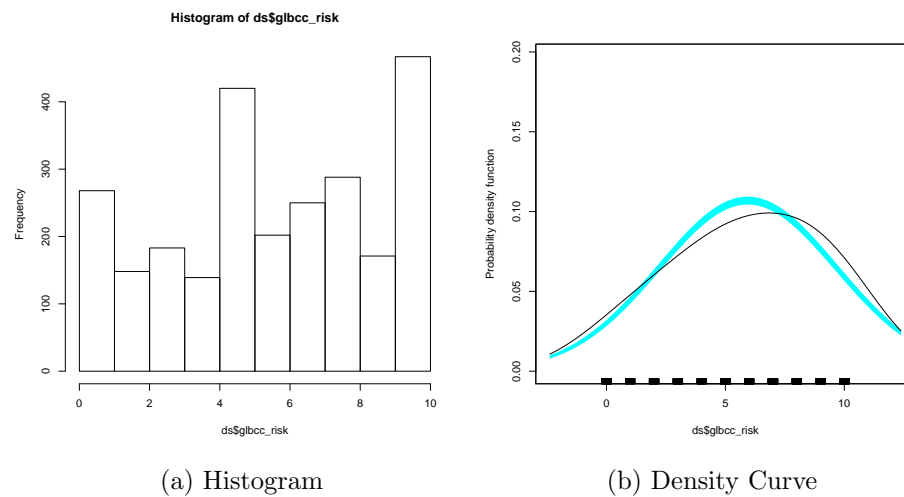 Histogram of ds$glbcc_risk
Frequency
0
100
200
300
400
0 2 4 6 8 10
ds$glbcc_risk
(a) Histogram
Probability density function
0.00
0.05
0.10
0.15
0.20
0 5 10
ds$glbcc_risk
(b) Density Curve